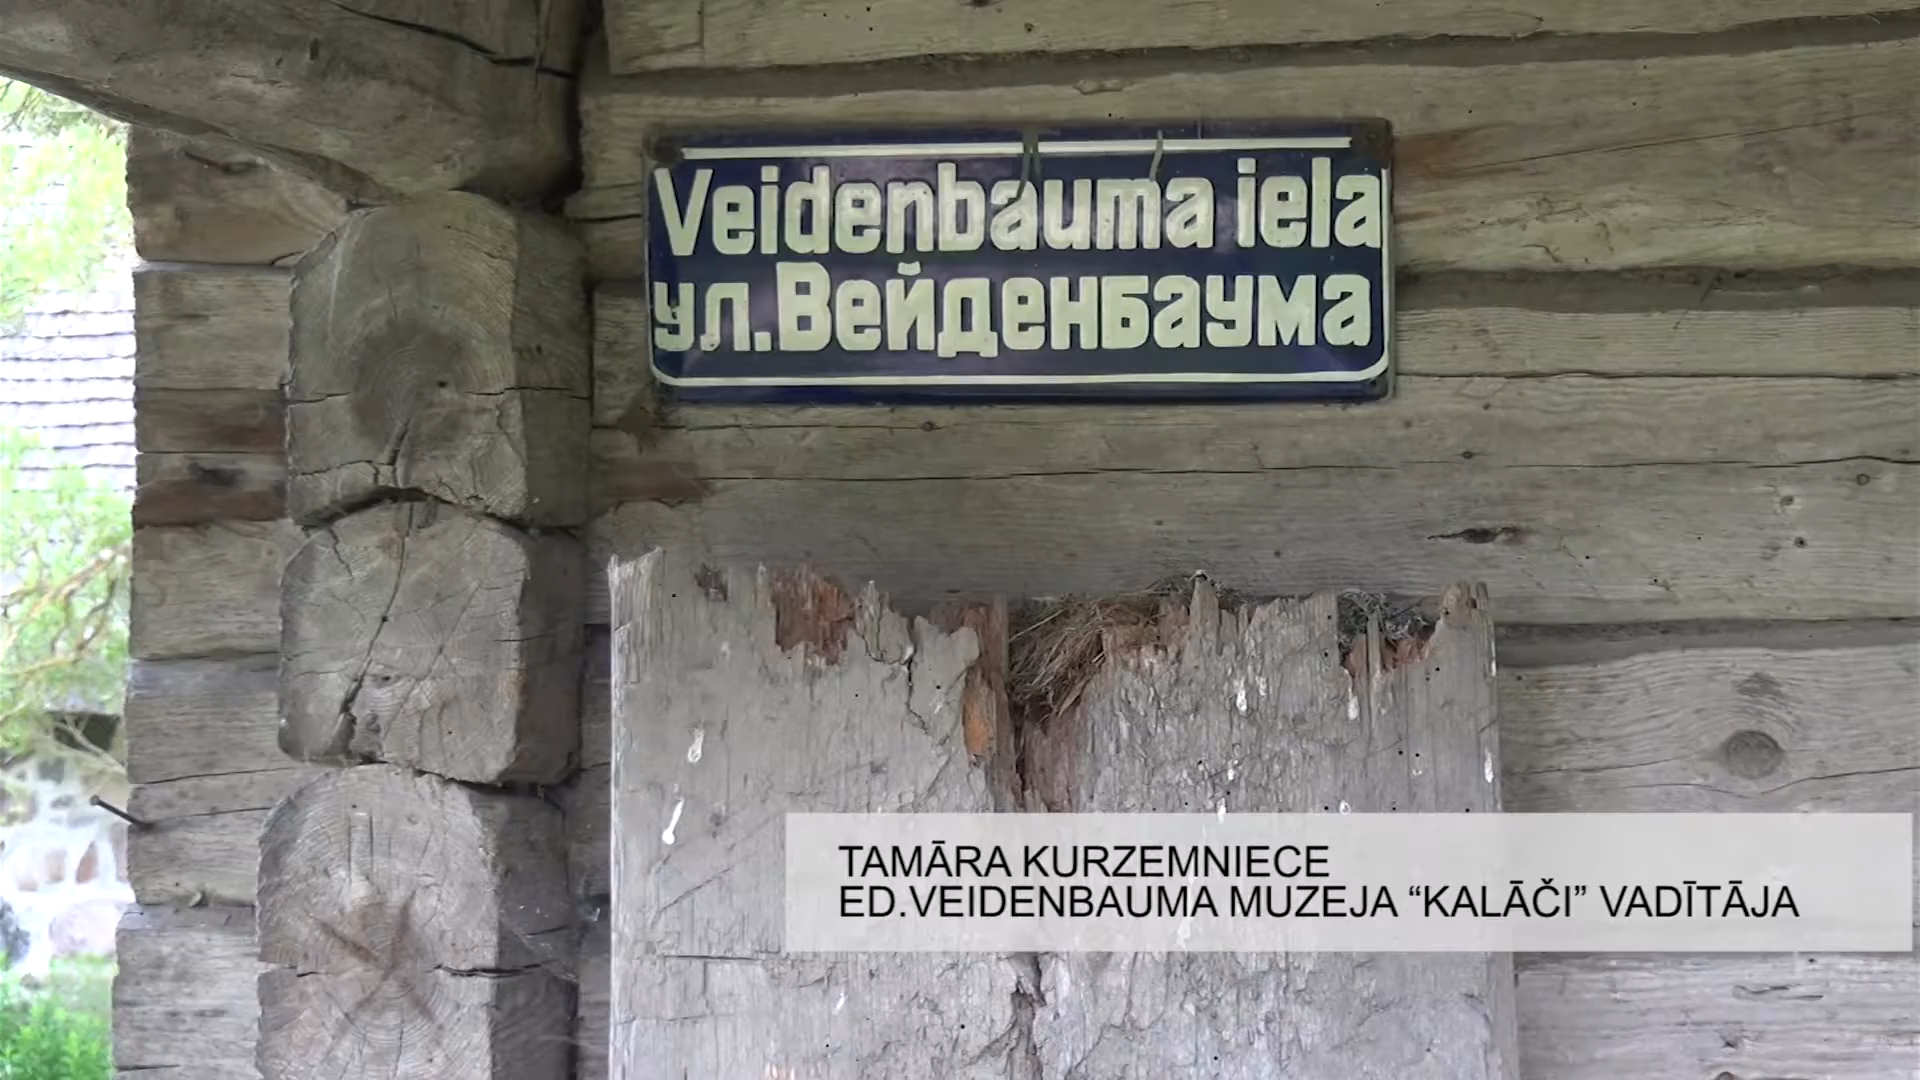 Veidenbauma iela
ул.Вейденбаума
TAMĀRA KURZEMNIECE
ED.VEIDENBAUMA MUZEJA “KALĀČI” VADĪTĀJA